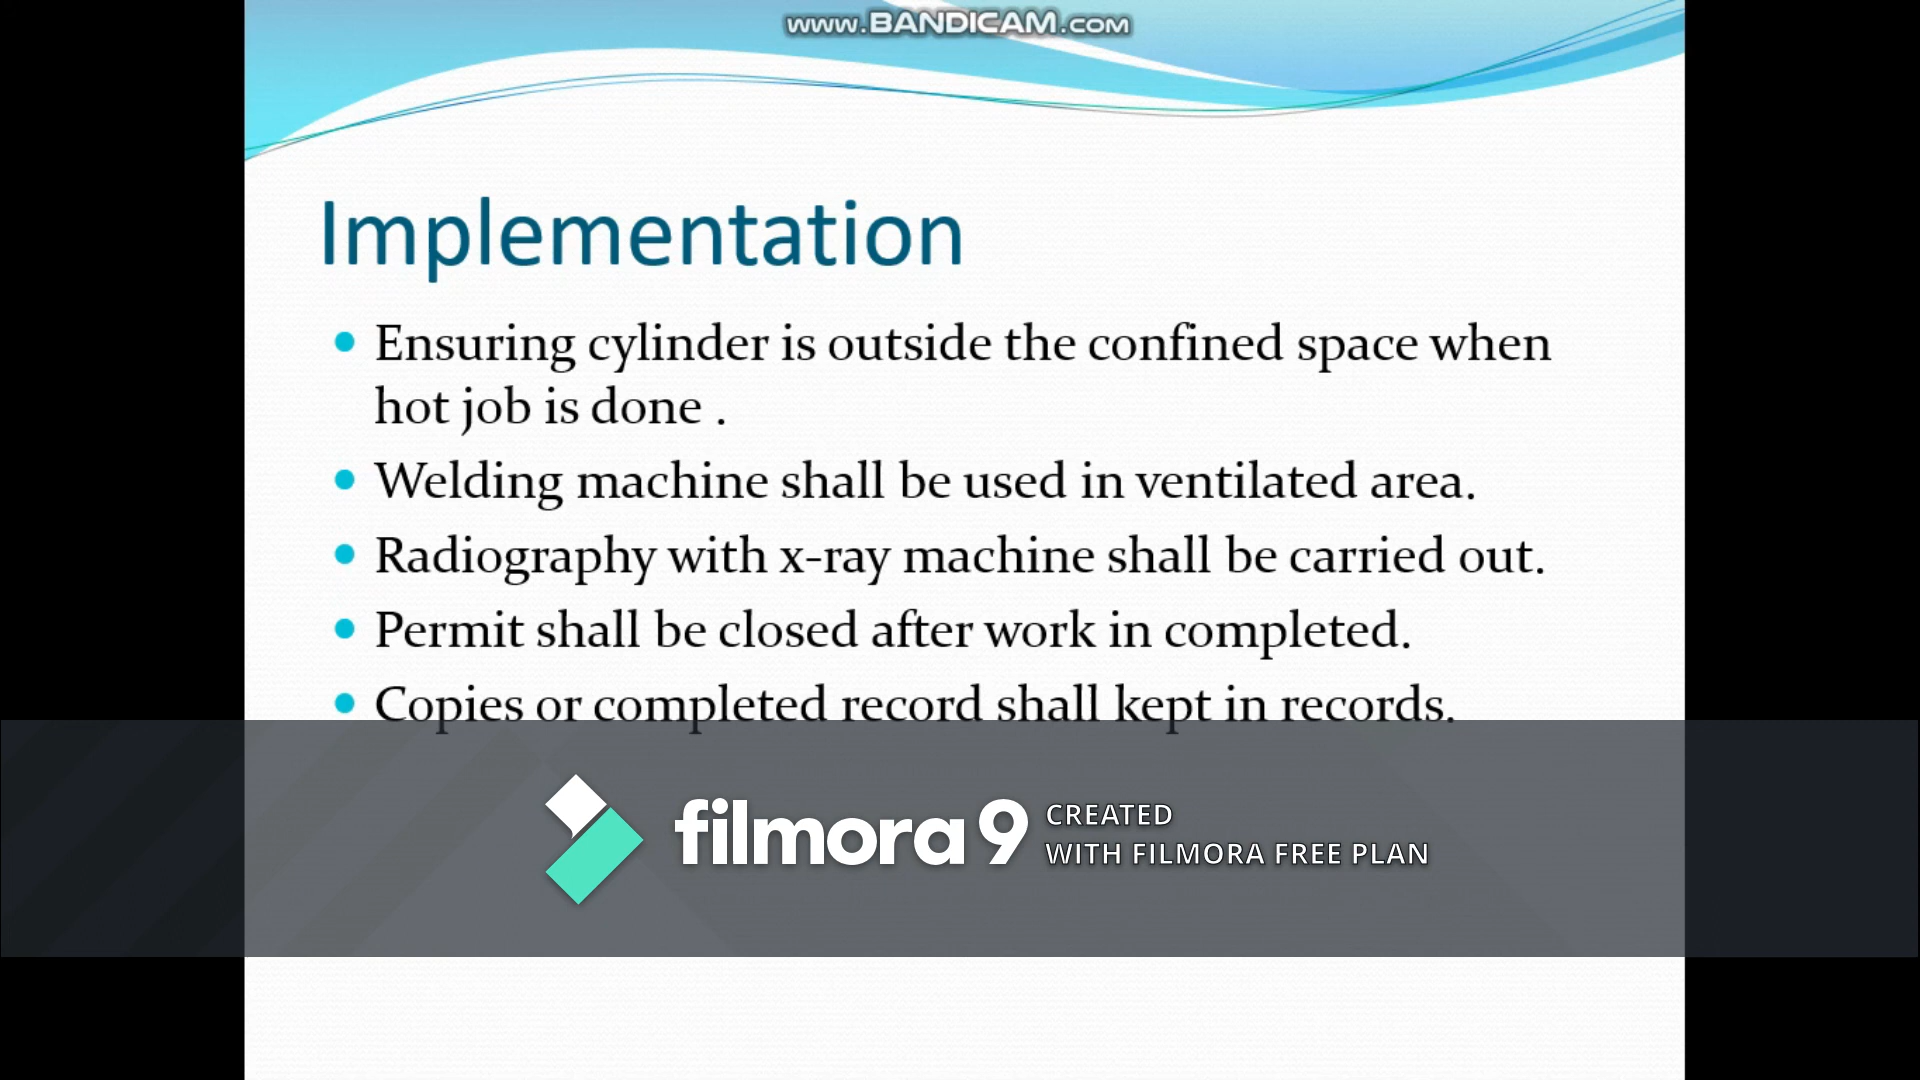 www.BANDICAM.com
Implementation
• Ensuring cylinder is outside the confined space when
hot job is done .
• Welding machine shall be used in ventilated area.
• Radiography with x-ray machine shall be carried out.
• Permit shall be closed after work in completed.
• Copies or completed record shall kept in records.
filmora 9 CREATED
WITH FILMORA FREE PLAN